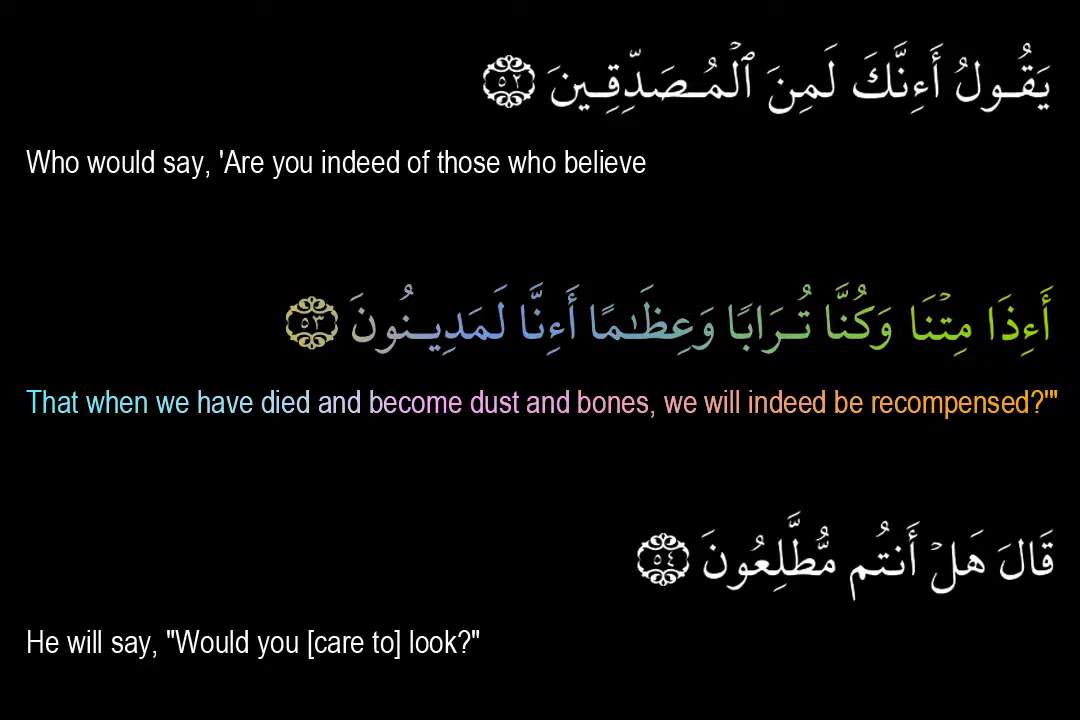 يَقُولُ أَءِنَّكَ لَمِنَ ٱلْمُصَدِّقِينَ ٥٢
Who would say, 'Are you indeed of those who believe
أَءِذَا مِتْنَا وَكُنَّا تُرَابًا وَعِظَـٰمًا أَءِنَّا لَمَدِينُونَ ٥٣
That when we have died and become dust and bones, we will indeed be recompensed?'"
قَالَ هَلْ أَنتُم مُّطَّلِعُونَ ٥٤
He will say, "Would you [care to] look?"